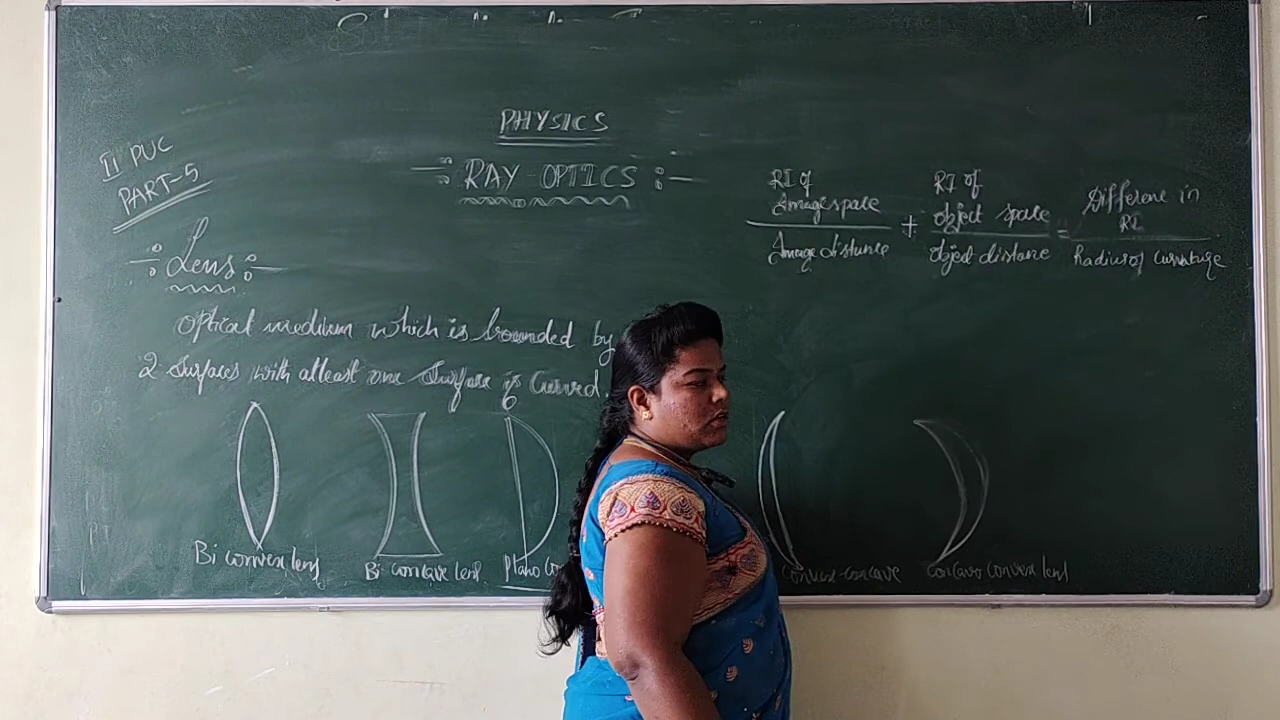 II PUC
PART-5
PHYSICS
RAY OPTICS :-
Lens :-
Optical medium which is bounded by
2 Surfaces with atleast one Surface is Curved.
Bi convex lens
Bi concave lens
Plano
Convexo concave
Concavo convex lens
RI of
Image space
Image distance
+
RI of
object space
Object distance
=
Difference in
RI
Radius of curvature